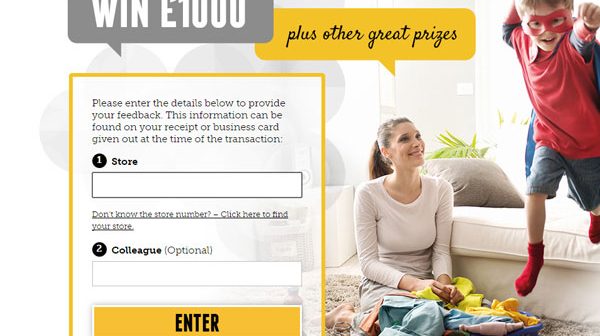 WIN £1000
plus other great prizes
Please enter the details below to provide
your feedback. This information can be
found on your receipt or business card
given out at the time of the transaction:
1 Store
Don't know the store number? – Click here to find
your store.
2 Colleague (Optional)
ENTER